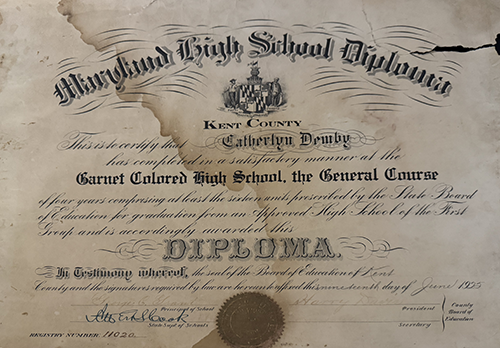 Maryland High School Diploma
KENT COUNTY
This is to certify that Catherlyn Demby
has completed in a satisfactory manner at the
Garnet Colored High School, the General Course
of four years comprising at least the sixteen units prescribed by the State Board
of Education for graduation from an Approved High School of the First
Group and is accordingly awarded this
DIPLOMA.
In Testimony whereof, the seal of the Board of Education of Kent
County and the signatures required by law are hereunto affixed this nineteenth day of June
Principal of School
President
County Board of Education
Cook
State Supt. of Schools
Secretary
REGISTRY NUMBER 11020